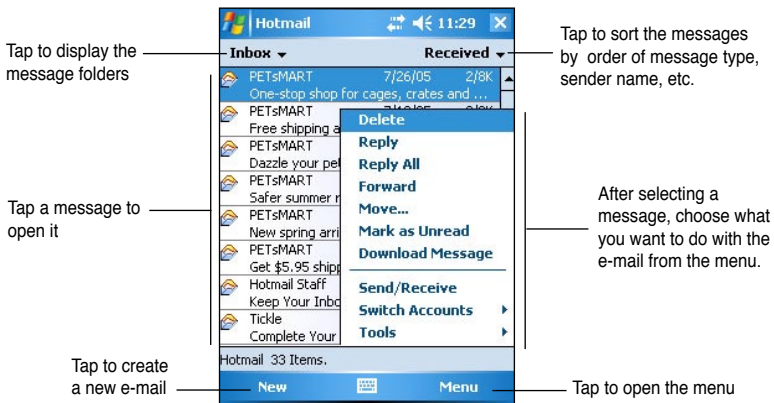 Hotmail 11:29
Tap to display the
message folders
Inbox Received
Tap to sort the messages
by order of message type,
sender name, etc.
PETsMART 7/26/05 2/8K
One-stop shop for cages, crates and ...
PETsMART
Free shipping a
PETsMART
Dazzle your pet
PETsMART
Safer summer r
PETsMART
New spring arri
PETsMART
Get $5.95 shipp
Hotmail Staff
Keep Your Inbo
Tickle
Complete Your
Delete
Reply
Reply All
Forward
Move...
Mark as Unread
Download Message
Send/Receive
Switch Accounts
Tools
Tap a message to
open it
After selecting a
message, choose what
you want to do with the
e-mail from the menu.
Hotmail 33 Items.
Tap to create
a new e-mail
New Menu
Tap to open the menu